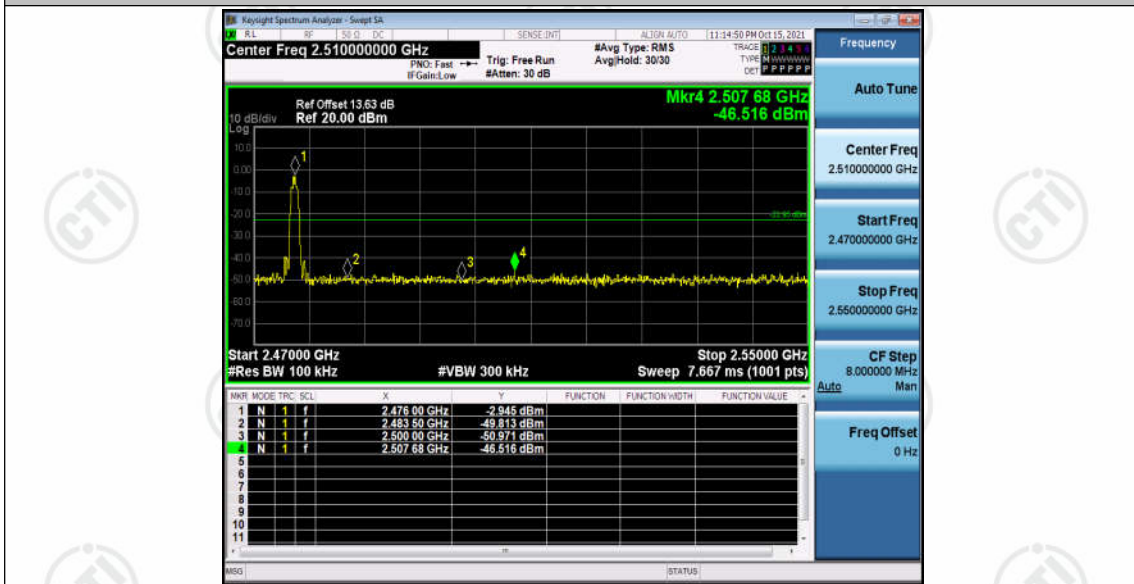 Keysight Spectrum Analyzer - Swept SA
RL RF 50 Ω DC SENSE:INT ALIGN AUTO 11:14:50 PM Oct 15, 2021
Center Freq 2.510000000 GHz
PNO: Fast
IFGain:Low
Trig: Free Run
#Atten: 30 dB
#Avg Type: RMS
Avg|Hold: 30/30
TRACE 1 2 3 4 5 6
TYPE M W W W W W
DET P P P P P P
Frequency
Auto Tune
Center Freq
2.510000000 GHz
Start Freq
2.470000000 GHz
Stop Freq
2.550000000 GHz
CF Step
8.000000 MHz
Auto Man
Freq Offset
0 Hz
Mkr4 2.507 68 GHz
-46.516 dBm
Ref Offset 13.63 dB
10 dB/div Ref 20.00 dBm
Log
10.0
0.00
-10.0
-20.0
-30.0
-40.0
-50.0
-60.0
-70.0
1
2
3
4
Start 2.47000 GHz Stop 2.55000 GHz
#Res BW 100 kHz #VBW 300 kHz Sweep 7.667 ms (1001 pts)
MKR MODE TRC SCL X Y FUNCTION FUNCTION WIDTH FUNCTION VALUE
1 N 1 f 2.476 00 GHz -2.945 dBm
2 N 1 f 2.483 50 GHz -49.813 dBm
3 N 1 f 2.500 00 GHz -50.971 dBm
4 N 1 f 2.507 68 GHz -46.516 dBm
5
6
7
8
9
10
11
MSG STATUS
CTI
CTI